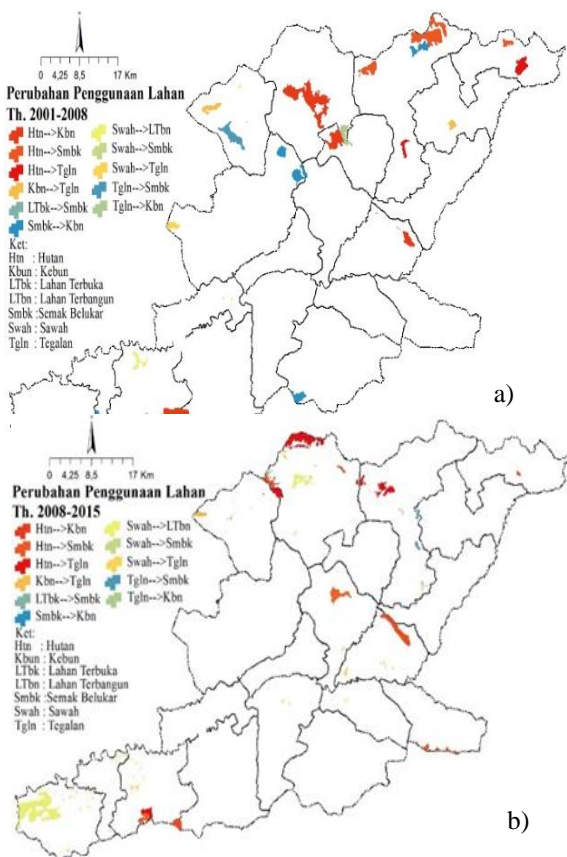 0 4,25 8,5 17 Km
Perubahan Penggunaan Lahan
Th. 2001-2008
Htn-->Kbn
Htn-->Smbk
Htn-->Tgln
Kbn-->Tgln
LTbk-->Smbk
Smbk-->Kbn
Swah-->LTbn
Swah-->Smbk
Swah-->Tgln
Tgln-->Smbk
Tgln-->Kbn
Ket:
Htn : Hutan
Kbun : Kebun
LTbk : Lahan Terbuka
LTbn : Lahan Terbangun
Smbk : Semak Belukar
Swah : Sawah
Tgln : Tegalan
a)
0 4,25 8,5 17 Km
Perubahan Penggunaan Lahan
Th. 2008-2015
Htn-->Kbn
Htn-->Smbk
Htn-->Tgln
Kbn-->Tgln
LTbk-->Smbk
Smbk-->Kbn
Swah-->LTbn
Swah-->Smbk
Swah-->Tgln
Tgln-->Smbk
Tgln-->Kbn
Ket:
Htn : Hutan
Kbun : Kebun
LTbk : Lahan Terbuka
LTbn : Lahan Terbangun
Smbk : Semak Belukar
Swah : Sawah
Tgln : Tegalan
b)